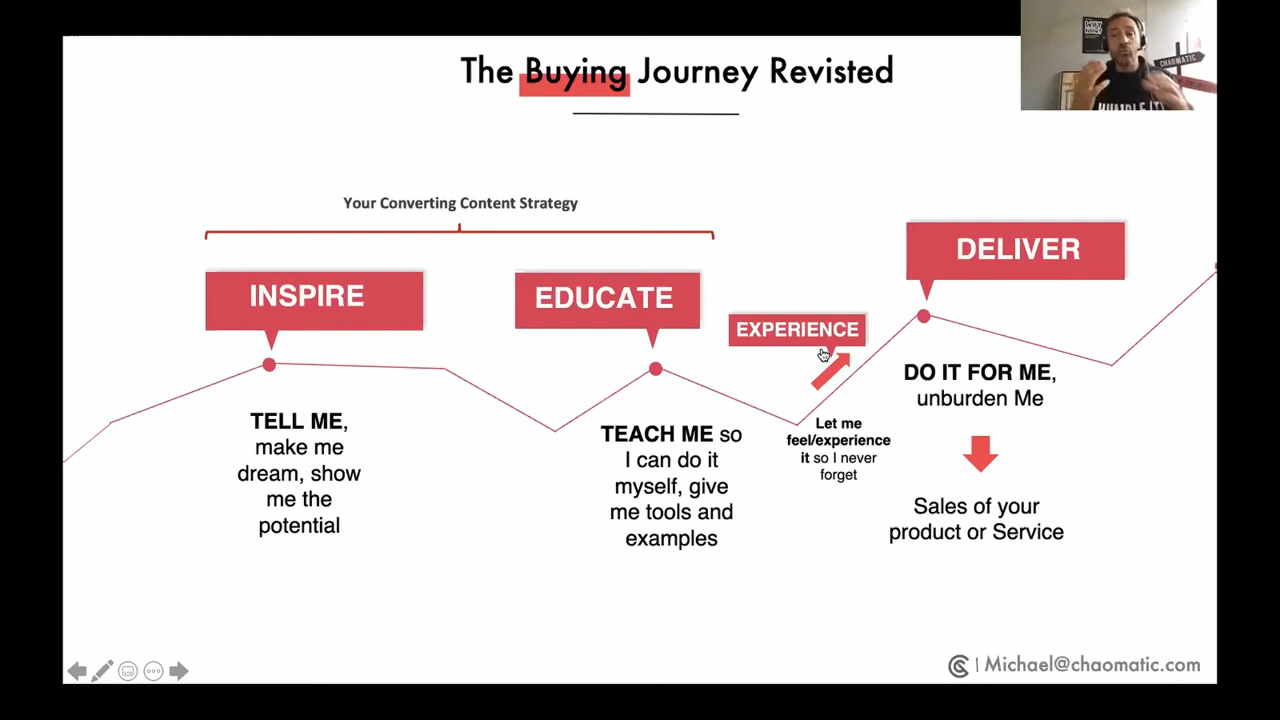 The Buying Journey Revisted
CHAOMATIC
HUMBLE
Your Converting Content Strategy
DELIVER
INSPIRE
EDUCATE
EXPERIENCE
DO IT FOR ME,
unburden Me
TELL ME,
make me
dream, show
me the
potential
TEACH ME so
I can do it
myself, give
me tools and
examples
Let me
feel/experience
it so I never
forget
Sales of your
product or Service
| Michael@chaomatic.com